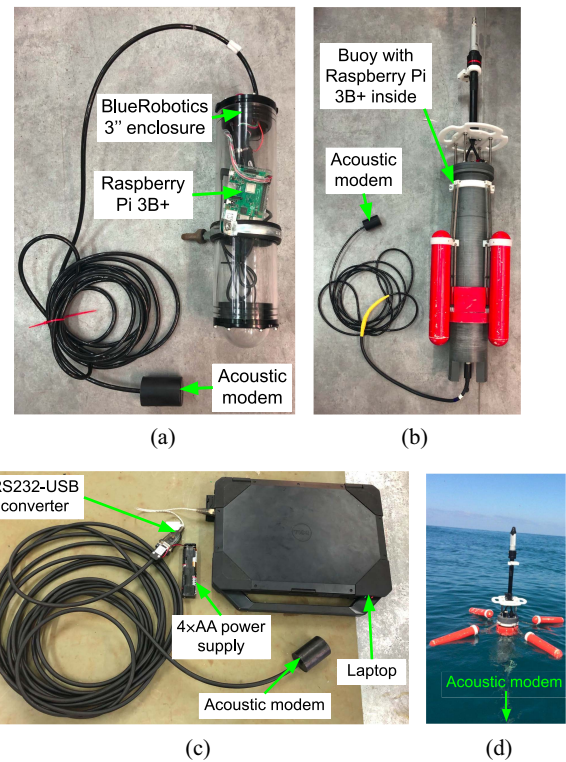 BlueRobotics
3’’ enclosure
Raspberry
Pi 3B+
Acoustic
modem
(a)
Buoy with
Raspberry Pi
3B+ inside
Acoustic
modem
(b)
RS232-USB
converter
4×AA power
supply
Acoustic modem
Laptop
(c)
Acoustic modem
(d)